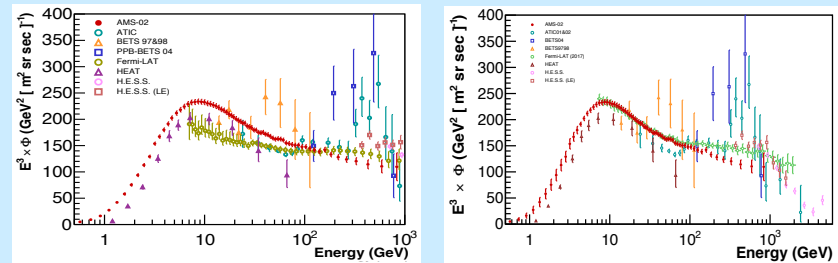 E³×Φ (GeV² [ m² sr sec ]⁻¹)
400
350
300
250
200
150
100
50
0
AMS-02
ATIC
BETS 97&98
PPB-BETS 04
Fermi-LAT
HEAT
H.E.S.S.
H.E.S.S. (LE)
1
10
10²
10³
Energy (GeV)
E³ × Φ (GeV² [ m² sr sec ]⁻¹)
400
350
300
250
200
150
100
50
0
AMS-02
ATIC01&02
BETS04
BETS9798
Fermi-LAT (2017)
HEAT
H.E.S.S.
H.E.S.S. (LE)
1
10
10²
10³
Energy (GeV)